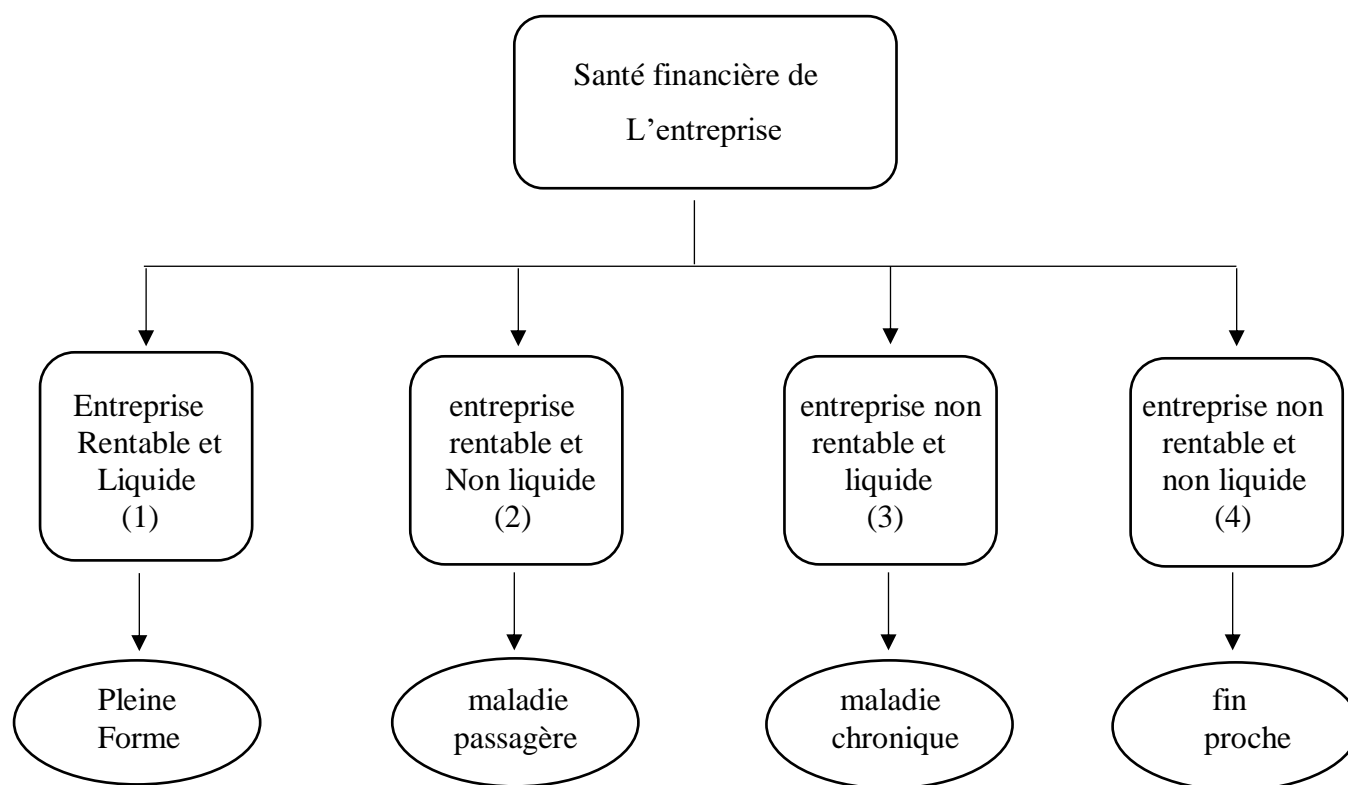 Santé financière de
L’entreprise
Entreprise
Rentable et
Liquide
(1)
entreprise
rentable et
Non liquide
(2)
entreprise non
rentable et
liquide
(3)
entreprise non
rentable et
non liquide
(4)
Pleine
Forme
maladie
passagère
maladie
chronique
fin
proche